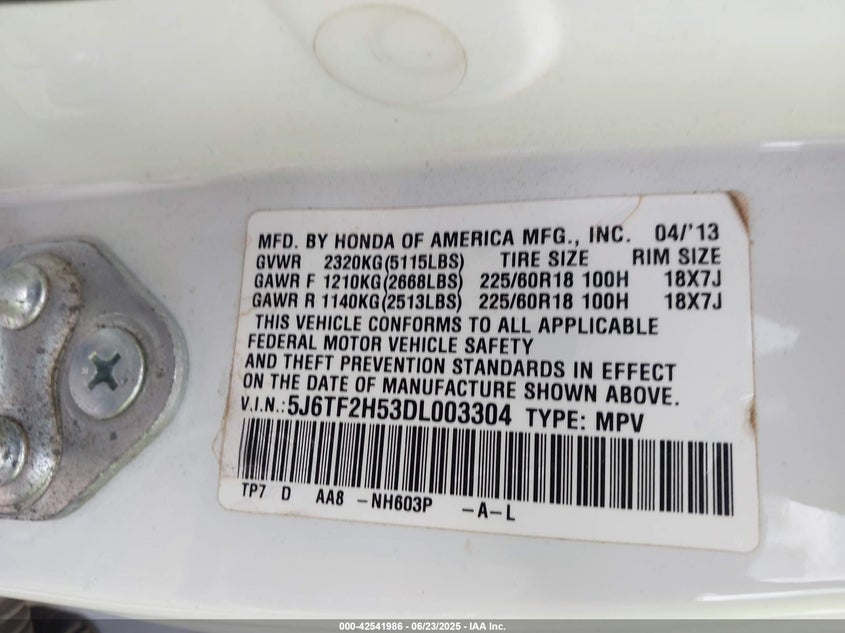 MFD. BY HONDA OF AMERICA MFG., INC. 04/'13
GVWR 2320KG(5115LBS) TIRE SIZE RIM SIZE
GAWR F 1210KG(2668LBS) 225/60R18 100H 18X7J
GAWR R 1140KG(2513LBS) 225/60R18 100H 18X7J
THIS VEHICLE CONFORMS TO ALL APPLICABLE
FEDERAL MOTOR VEHICLE SAFETY
AND THEFT PREVENTION STANDARDS IN EFFECT
ON THE DATE OF MANUFACTURE SHOWN ABOVE.
V.I.N.:5J6TF2H53DL003304 TYPE: MPV
TP7 D AA8 -NH603P -A-L
000-42541986 - 06/23/2025 - IAA Inc.